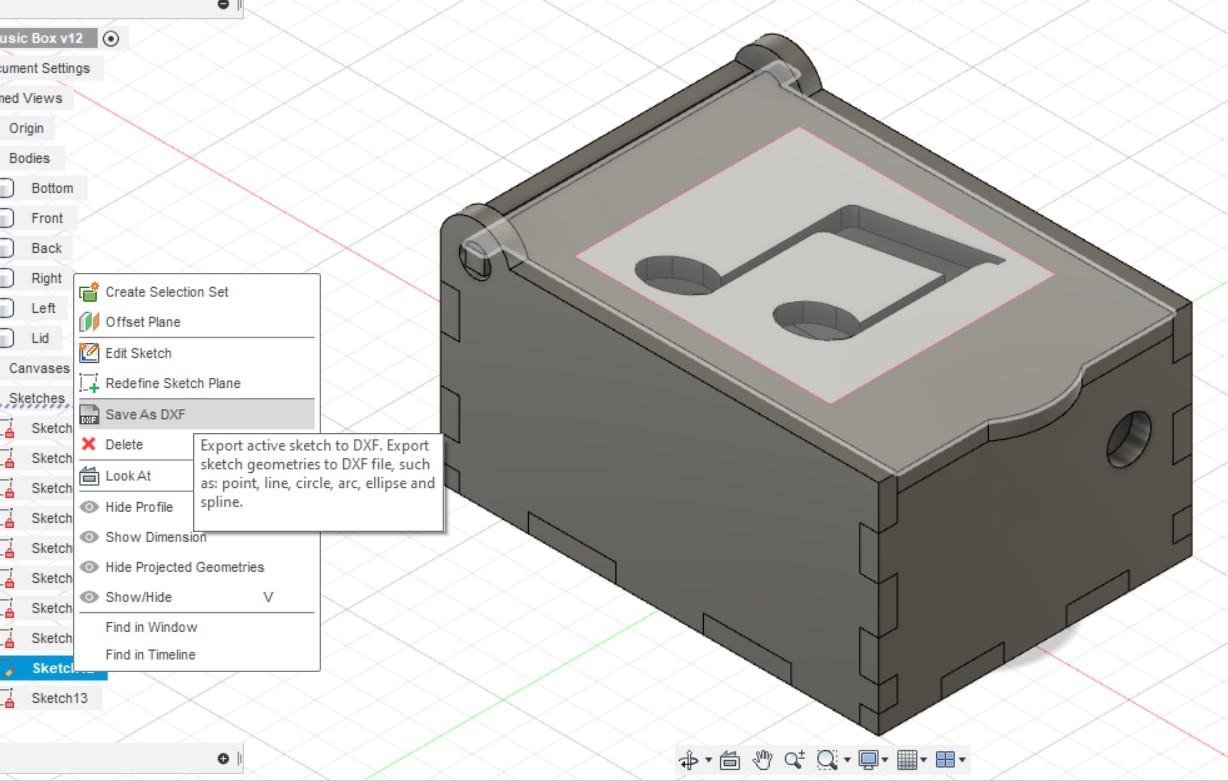 usic Box v12
cument Settings
ned Views
Origin
Bodies
Bottom
Front
Back
Right
Left
Lid
Canvases
Sketches
Sketch
Sketch
Sketch
Sketch
Sketch
Sketch
Sketch
Sketch
Sketch
Sketch13
Create Selection Set
Offset Plane
Edit Sketch
Redefine Sketch Plane
DXF Save As DXF
Delete
Look At
Hide Profile
Show Dimension
Hide Projected Geometries
Show/Hide V
Find in Window
Find in Timeline
Export active sketch to DXF. Export
sketch geometries to DXF file, such
as: point, line, circle, arc, ellipse and
spline.